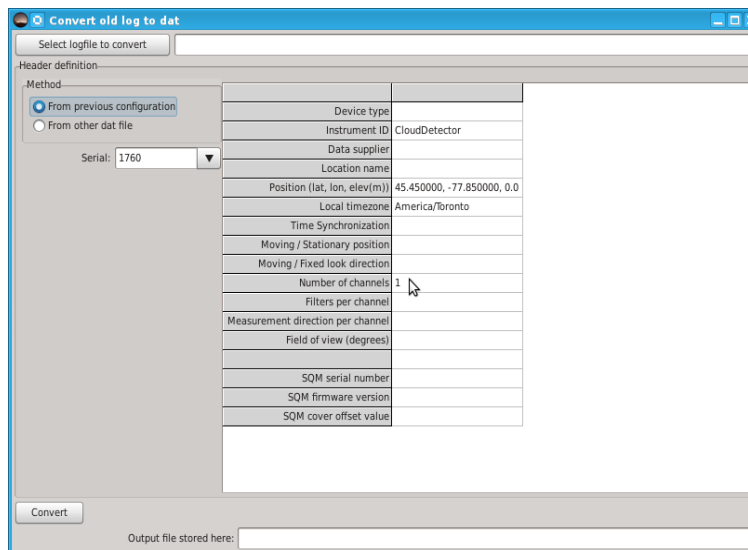 Convert old log to dat
Select logfile to convert
Header definition
Method
From previous configuration
From other dat file
Serial: 1760
Device type
Instrument ID CloudDetector
Data supplier
Location name
Position (lat, lon, elev(m)) 45.450000, -77.850000, 0.0
Local timezone America/Toronto
Time Synchronization
Moving / Stationary position
Moving / Fixed look direction
Number of channels 1
Filters per channel
Measurement direction per channel
Field of view (degrees)
SQM serial number
SQM firmware version
SQM cover offset value
Convert
Output file stored here: